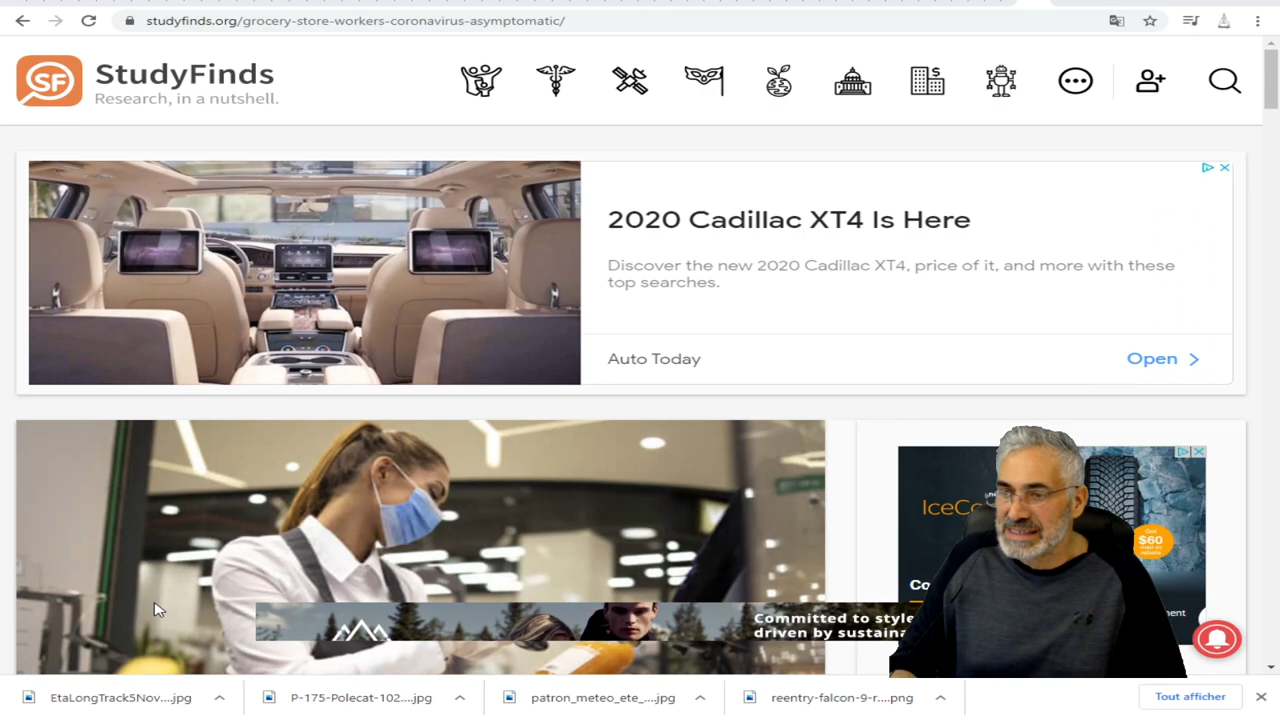 studyfinds.org/grocery-store-workers-coronavirus-asymptomatic/
SF
StudyFinds
Research, in a nutshell.
2020 Cadillac XT4 Is Here
Discover the new 2020 Cadillac XT4, price of it, and more with these
top searches.
Auto Today
Open
IceCo
Get
$60
Co
Committed to style
driven by sustaina
EtaLongTrack5Nov....jpg
P-175-Polecat-102....jpg
patron_meteo_ete_....jpg
reentry-falcon-9-r....png
Tout afficher